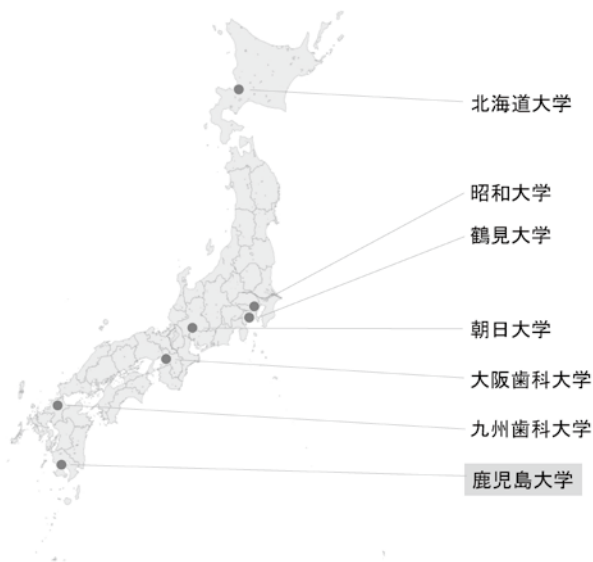 北海道大学
昭和大学
鶴見大学
朝日大学
大阪歯科大学
九州歯科大学
鹿児島大学